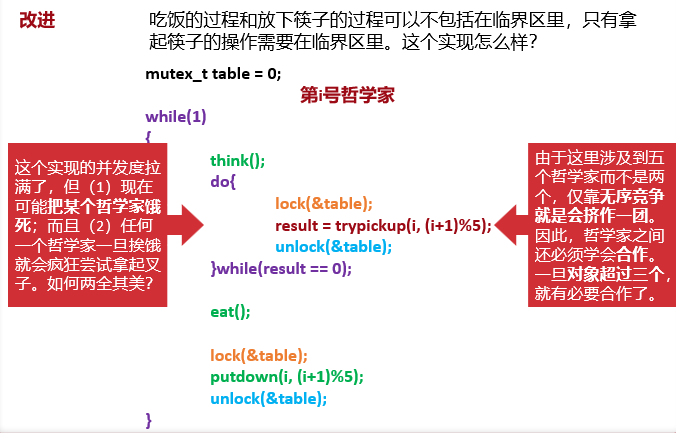 改进
吃饭的过程和放下筷子的过程可以不包括在临界区里，只有拿
起筷子的操作需要在临界区里。这个实现怎么样？
mutex_t table = 0;
第i号哲学家
while(1)
{
think();
do{
lock(&table);
result = trypickup(i, (i+1)%5);
unlock(&table);
}while(result == 0);
eat();
lock(&table);
putdown(i, (i+1)%5);
unlock(&table);
}
这个实现的并发度拉
满了，但（1）现在
可能把某个哲学家饿
死；而且（2）任何
一个哲学家一旦挨饿
就会疯狂尝试拿起叉
子。如何两全其美？
由于这里涉及到五
个哲学家而不是两
个，仅靠无序竞争
就是会挤作一团。
因此，哲学家之间
还必须学会合作。
一旦对象超过三个，
就有必要合作了。